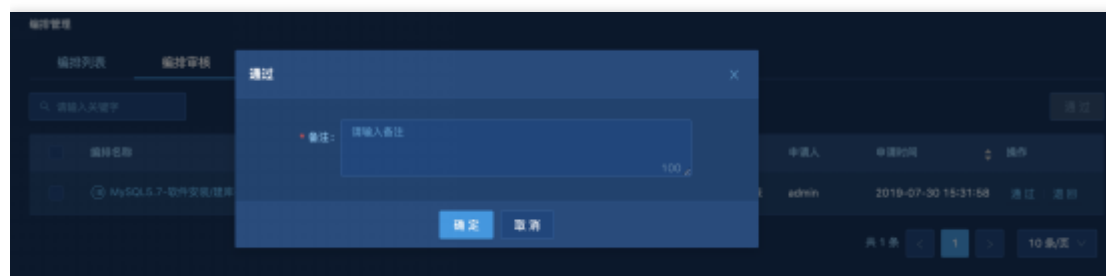 编排管理
编排列表 编排审核
通过
请输入关键字
通过
* 备注: 请输入备注
100
编排名称 申请人 申请时间 操作
MySQL5.7-软件安装/建库 admin 2019-07-30 15:31:58 通过 退回
确定 取消
共1条 < 1 > 10条/页